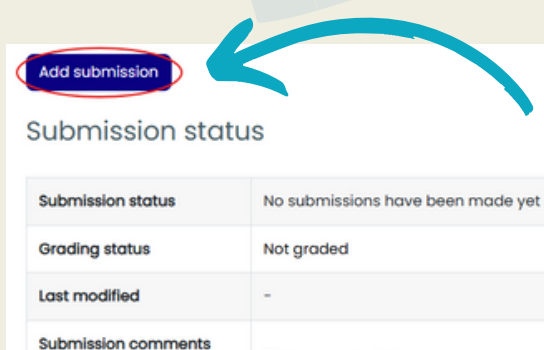 Add submission
Submission status
Submission status No submissions have been made yet
Grading status Not graded
Last modified -
Submission comments